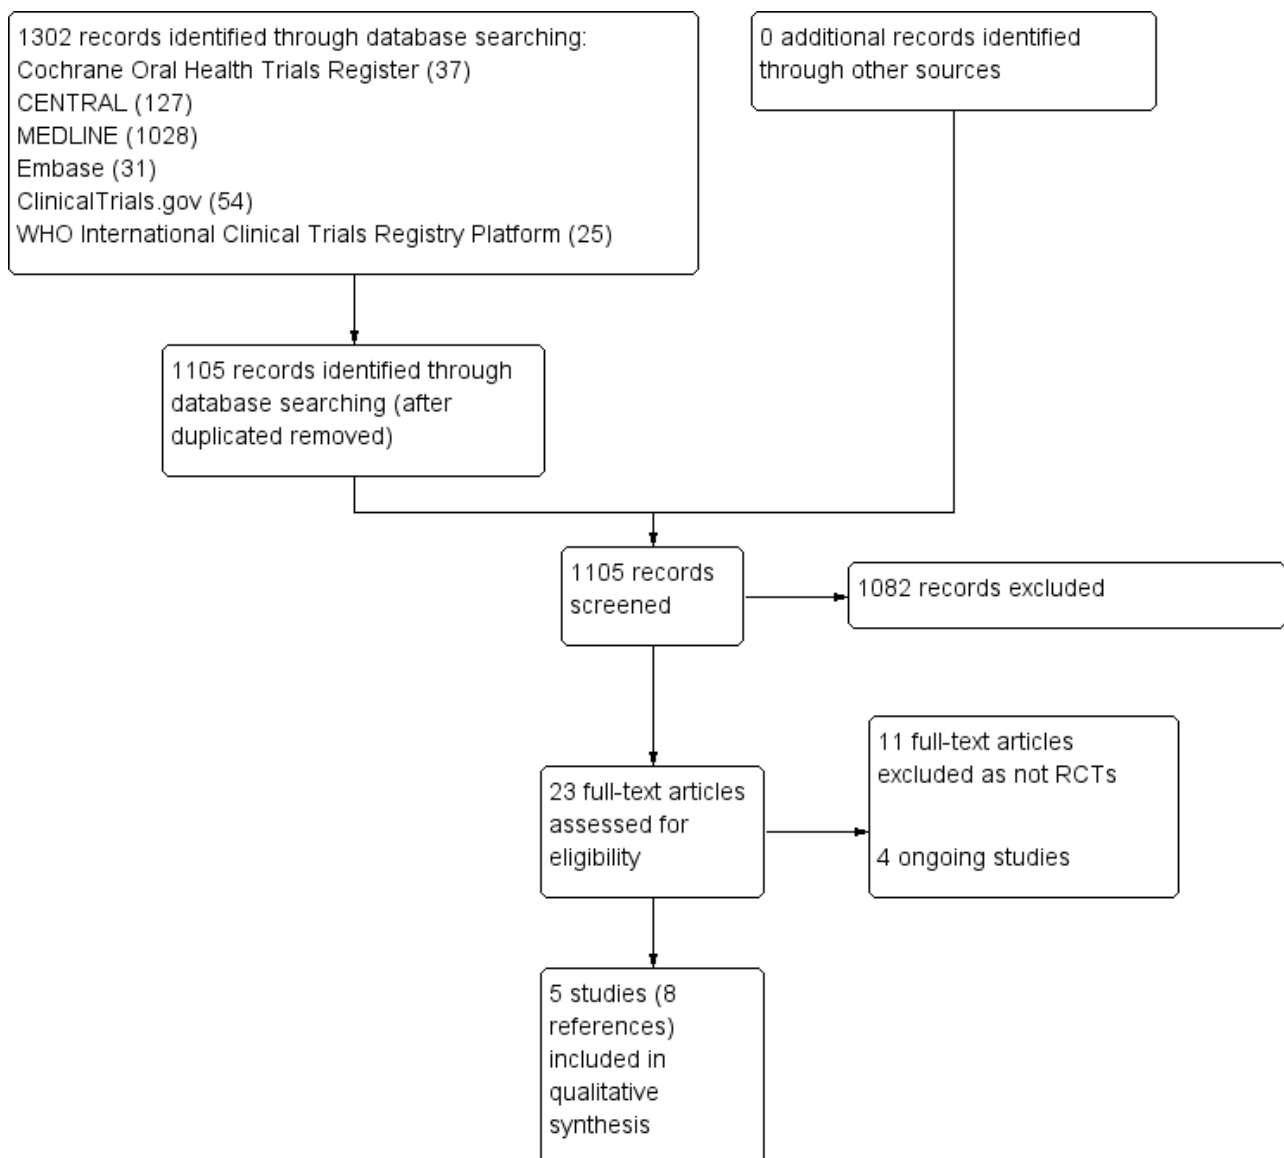 1302 records identified through database searching:
Cochrane Oral Health Trials Register (37)
CENTRAL (127)
MEDLINE (1028)
Embase (31)
ClinicalTrials.gov (54)
WHO International Clinical Trials Registry Platform (25)
0 additional records identified
through other sources
1105 records identified through
database searching (after
duplicated removed)
1105 records
screened
1082 records excluded
23 full-text articles
assessed for
eligibility
11 full-text articles
excluded as not RCTs
4 ongoing studies
5 studies (8
references)
included in
qualitative
synthesis